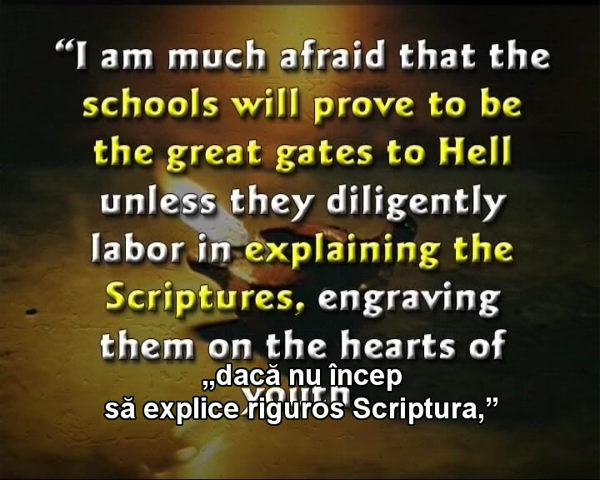 “I am much afraid that the
schools will prove to be
the great gates to Hell
unless they diligently
labor in explaining the
Scriptures, engraving
them on the hearts of
youth
„dacă nu încep
să explice riguros Scriptura,”